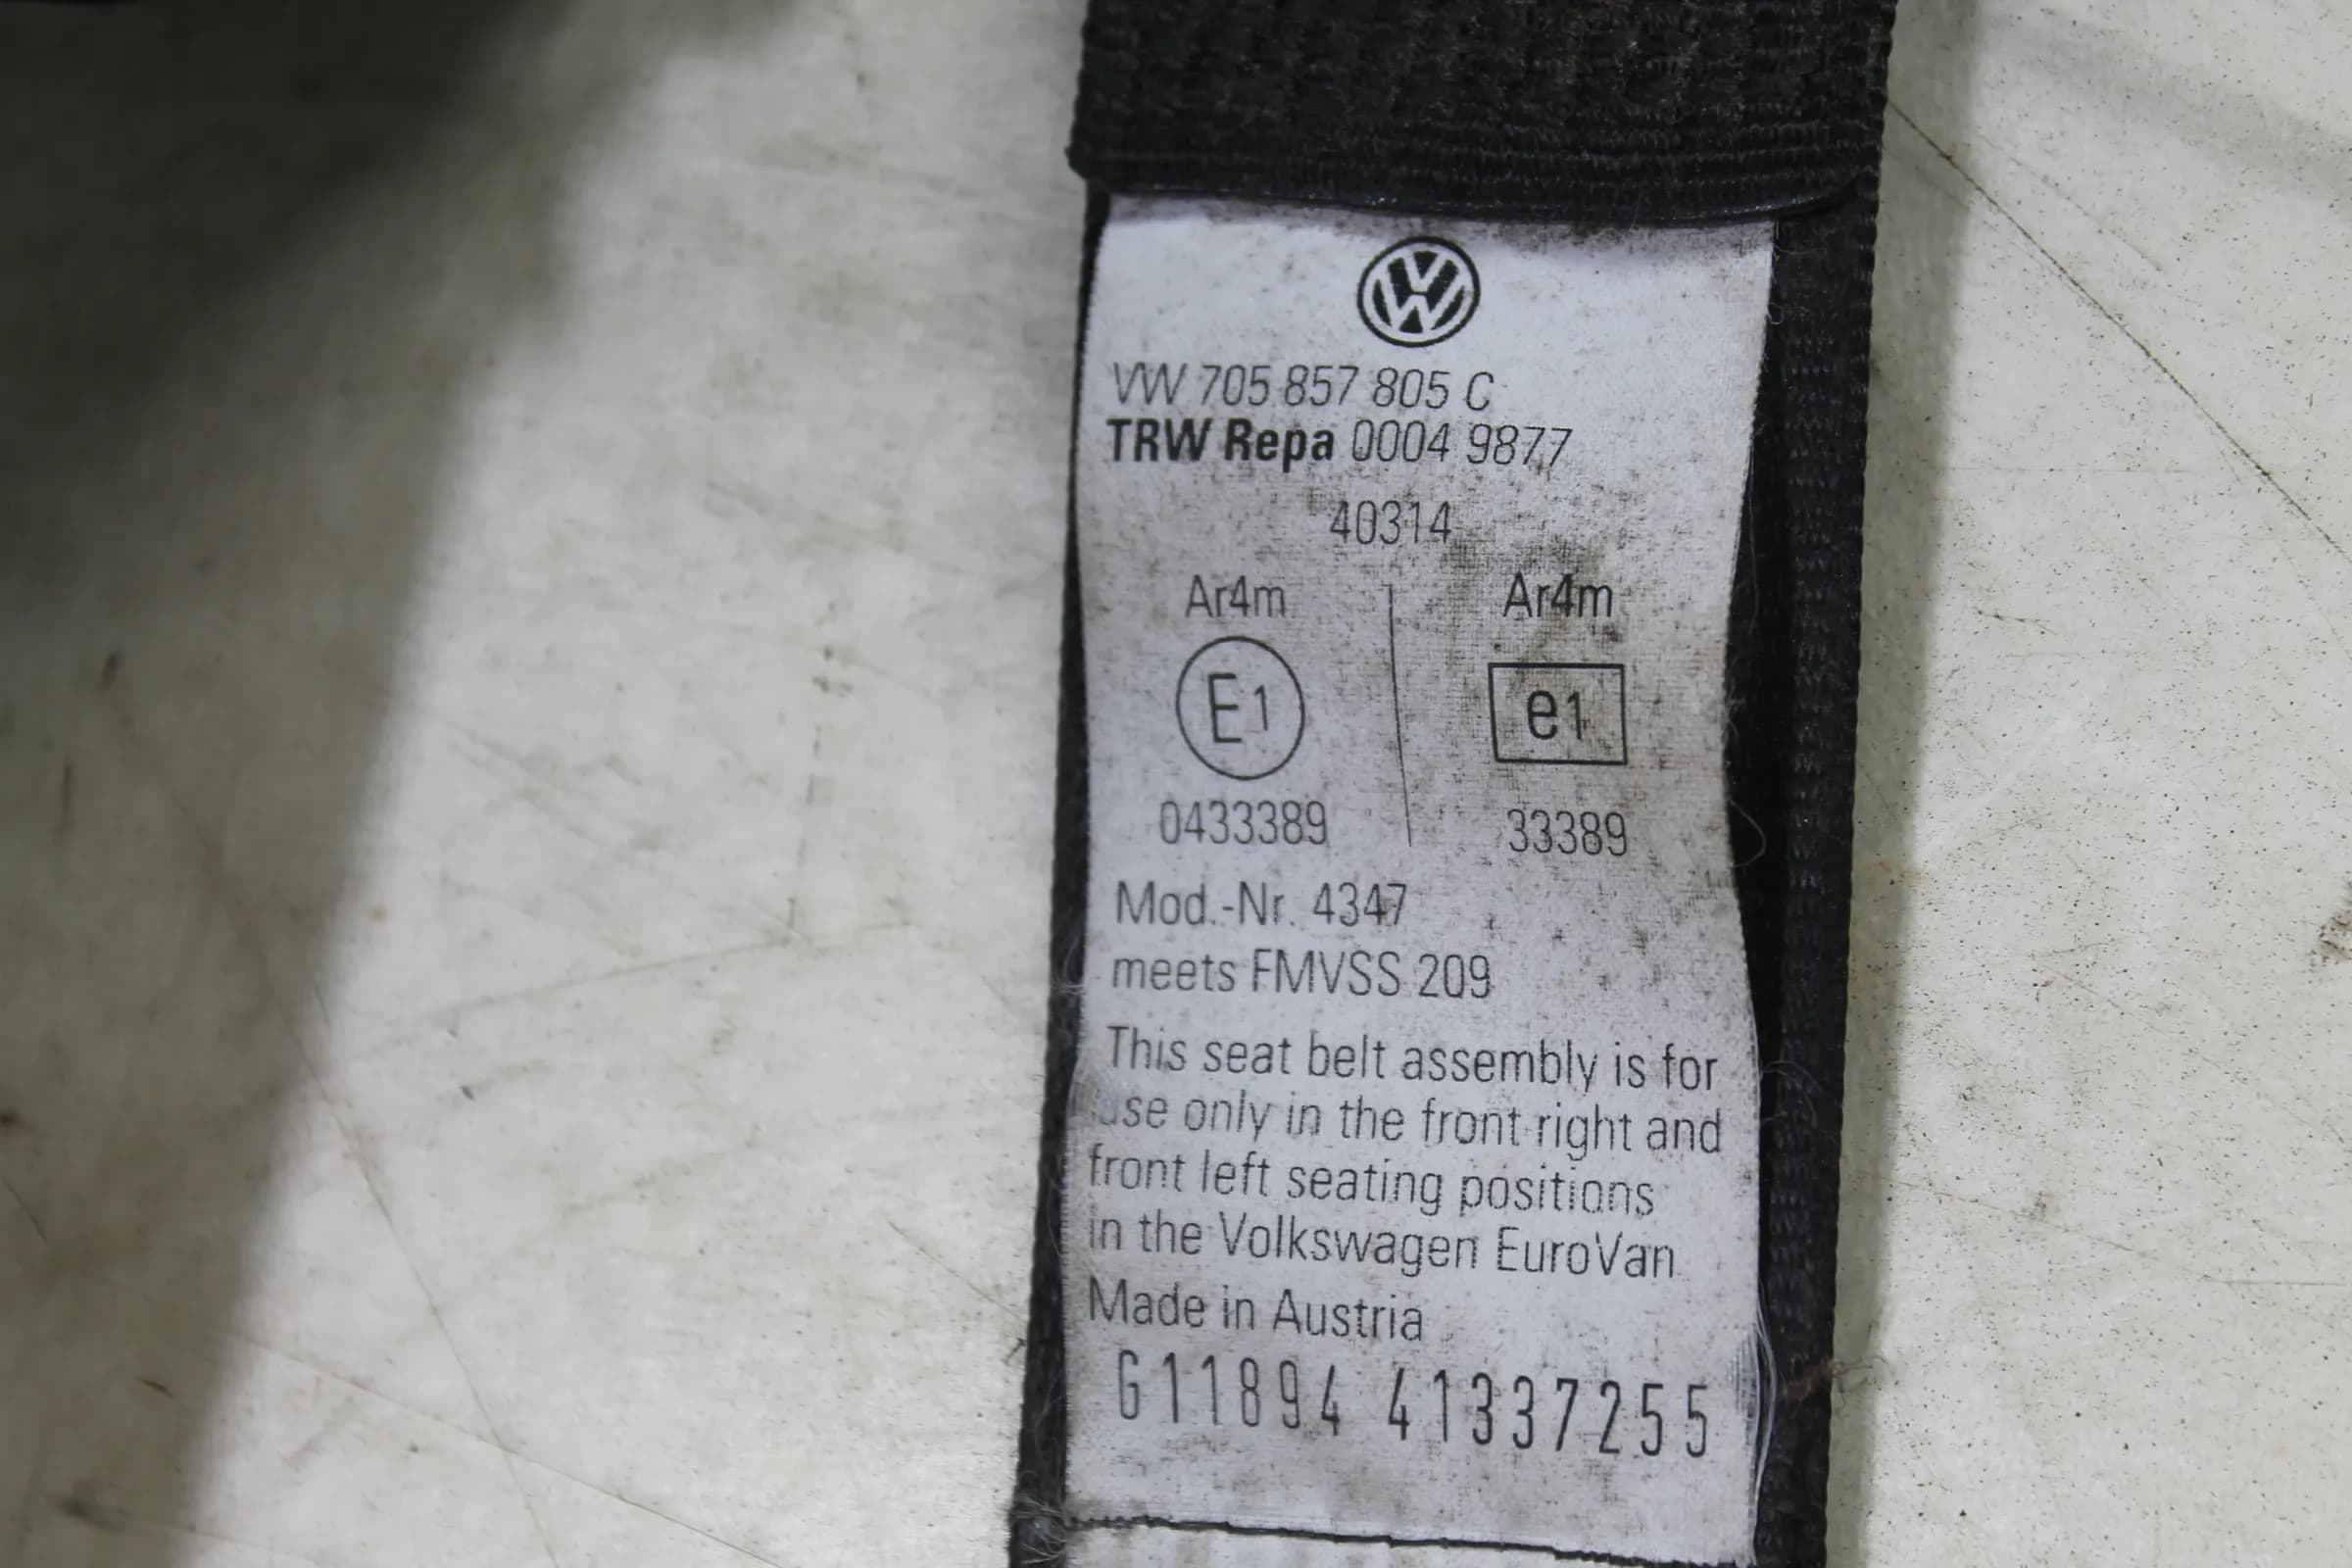 VW 705 857 805 C
TRW Repa 0004 9877
40314
Ar4m Ar4m
E1 e1
0433389 33389
Mod.-Nr. 4347
meets FMVSS 209
This seat belt assembly is for
use only in the front right and
front left seating positions
in the Volkswagen EuroVan
Made in Austria
G11894 41337255